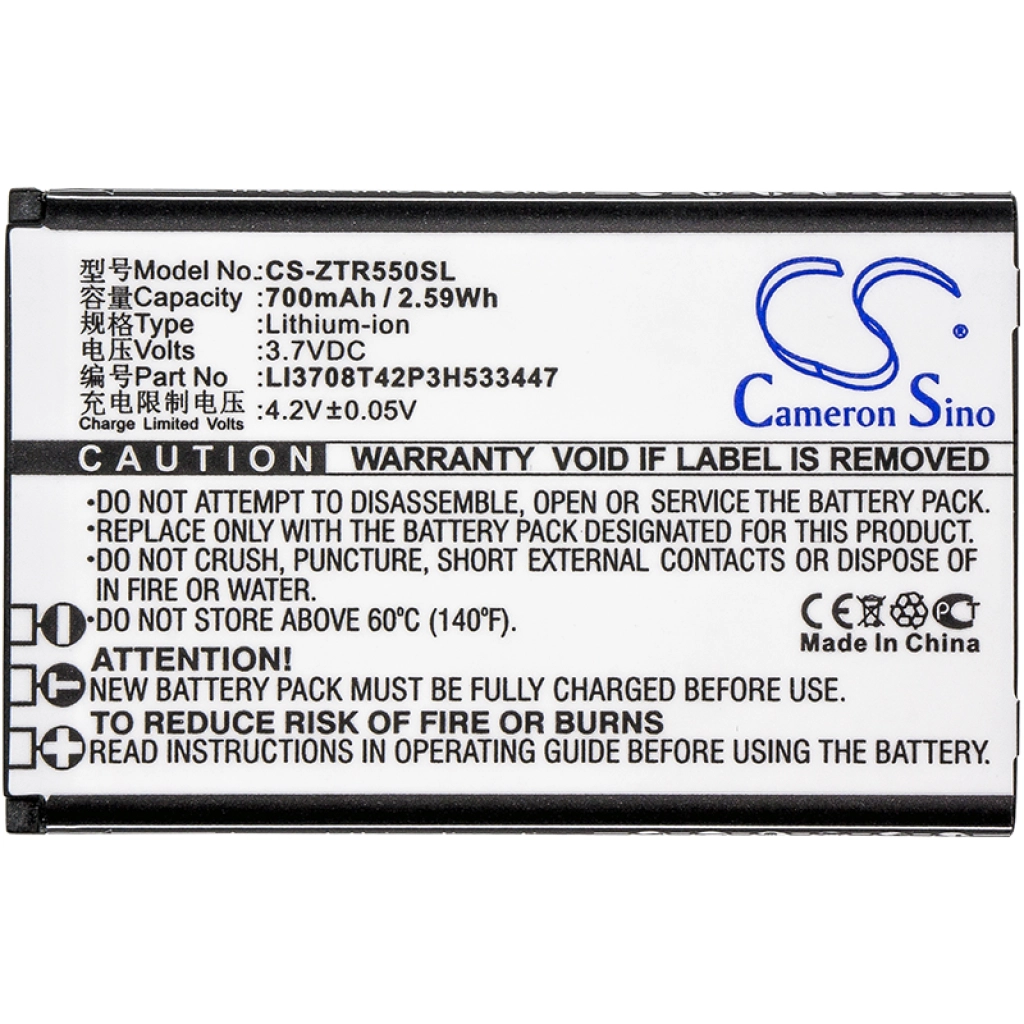 型号Model No.:CS-ZTR550SL
容量Capacity :700mAh / 2.59Wh
规格Type :Lithium-ion
电压Volts :3.7VDC
编号Part No :LI3708T42P3H533447
充电限制电压 :4.2V±0.05V
Charge Limited Volts
CS ®
Cameron Sino
CAUTION WARRANTY VOID IF LABEL IS REMOVED
•DO NOT ATTEMPT TO DISASSEMBLE, OPEN OR SERVICE THE BATTERY PACK.
•REPLACE ONLY WITH THE BATTERY PACK DESIGNATED FOR THIS PRODUCT.
•DO NOT CRUSH, PUNCTURE, SHORT EXTERNAL CONTACTS OR DISPOSE OF
IN FIRE OR WATER.
•DO NOT STORE ABOVE 60ºC (140ºF).
CE PCT
Made In China
ATTENTION!
NEW BATTERY PACK MUST BE FULLY CHARGED BEFORE USE.
TO REDUCE RISK OF FIRE OR BURNS
READ INSTRUCTIONS IN OPERATING GUIDE BEFORE USING THE BATTERY.